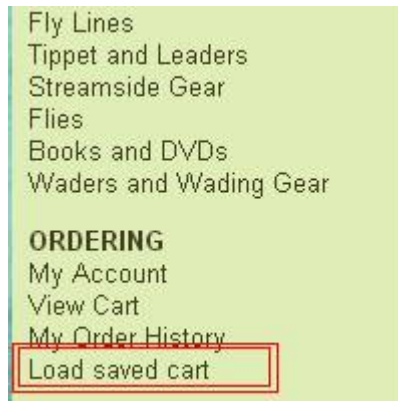 Fly Lines
Tippet and Leaders
Streamside Gear
Flies
Books and DVDs
Waders and Wading Gear
ORDERING
My Account
View Cart
My Order History
Load saved cart